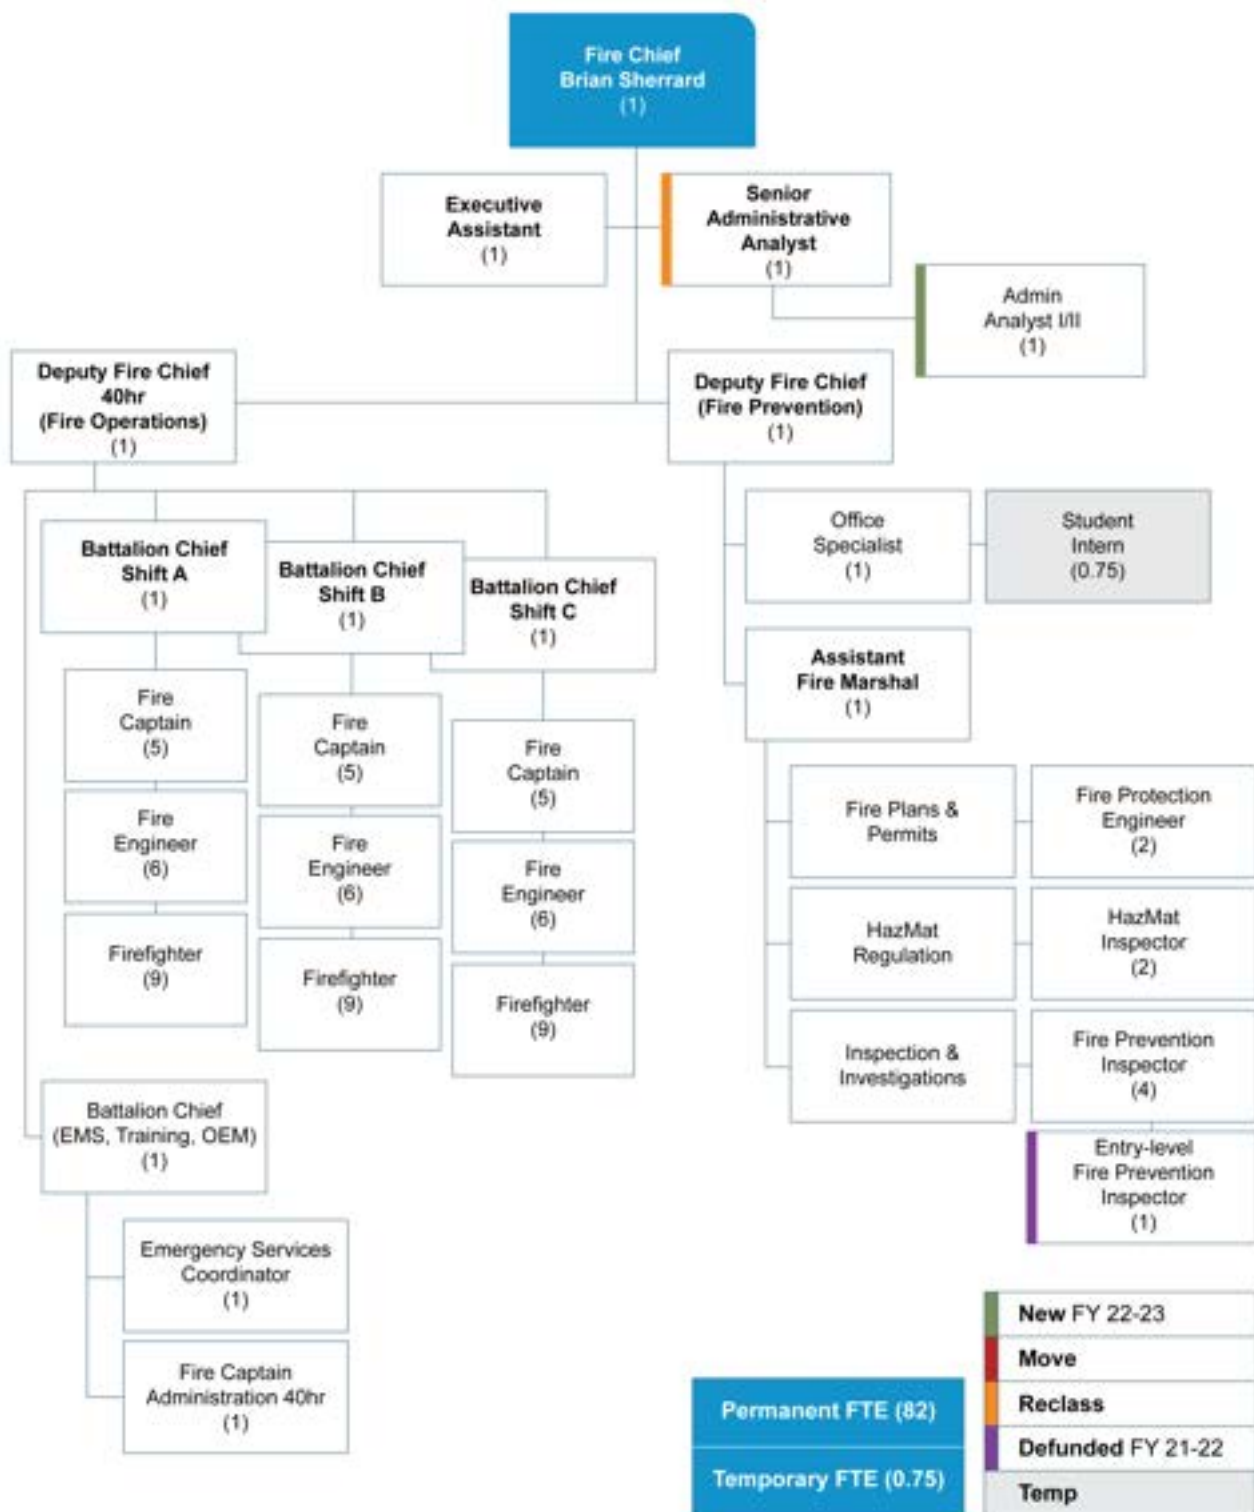 Fire Chief
Brian Sherrard
(1)
Executive
Assistant
(1)
Senior
Administrative
Analyst
(1)
Admin
Analyst I/II
(1)
Deputy Fire Chief
40hr
(Fire Operations)
(1)
Deputy Fire Chief
(Fire Prevention)
(1)
Battalion Chief
Shift A
(1)
Battalion Chief
Shift B
(1)
Battalion Chief
Shift C
(1)
Fire
Captain
(5)
Fire
Engineer
(6)
Firefighter
(9)
Fire
Captain
(5)
Fire
Engineer
(6)
Firefighter
(9)
Fire
Captain
(5)
Fire
Engineer
(6)
Firefighter
(9)
Battalion Chief
(EMS, Training, OEM)
(1)
Emergency Services
Coordinator
(1)
Fire Captain
Administration 40hr
(1)
Office
Specialist
(1)
Student
Intern
(0.75)
Assistant
Fire Marshal
(1)
Fire Plans &
Permits
Fire Protection
Engineer
(2)
HazMat
Regulation
HazMat
Inspector
(2)
Inspection &
Investigations
Fire Prevention
Inspector
(4)
Entry-level
Fire Prevention
Inspector
(1)
Permanent FTE (82)
Temporary FTE (0.75)
New FY 22-23
Move
Reclass
Defunded FY 21-22
Temp